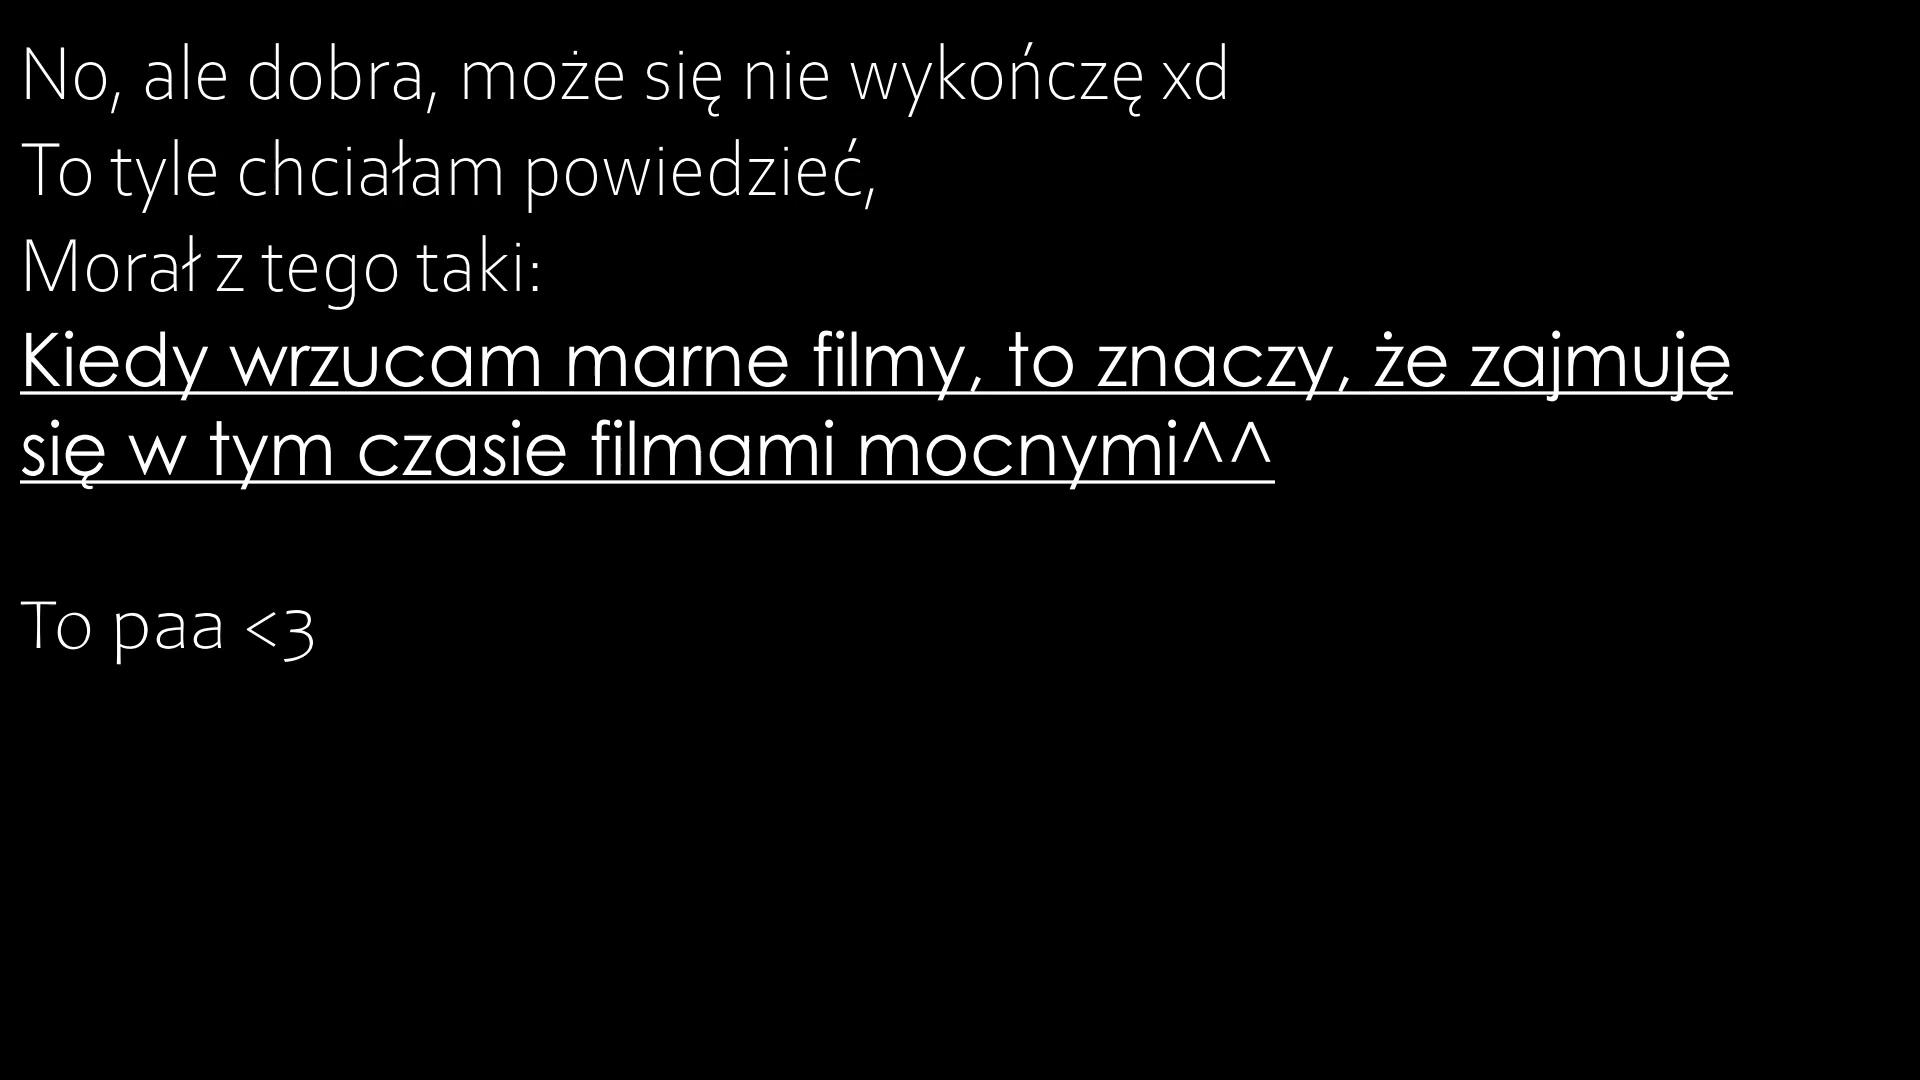 No, ale dobra, może się nie wykończę xd
To tyle chciałam powiedzieć,
Morał z tego taki:
Kiedy wrzucam marne filmy, to znaczy, że zajmuję
się w tym czasie filmami mocnymi^^
To paa <3